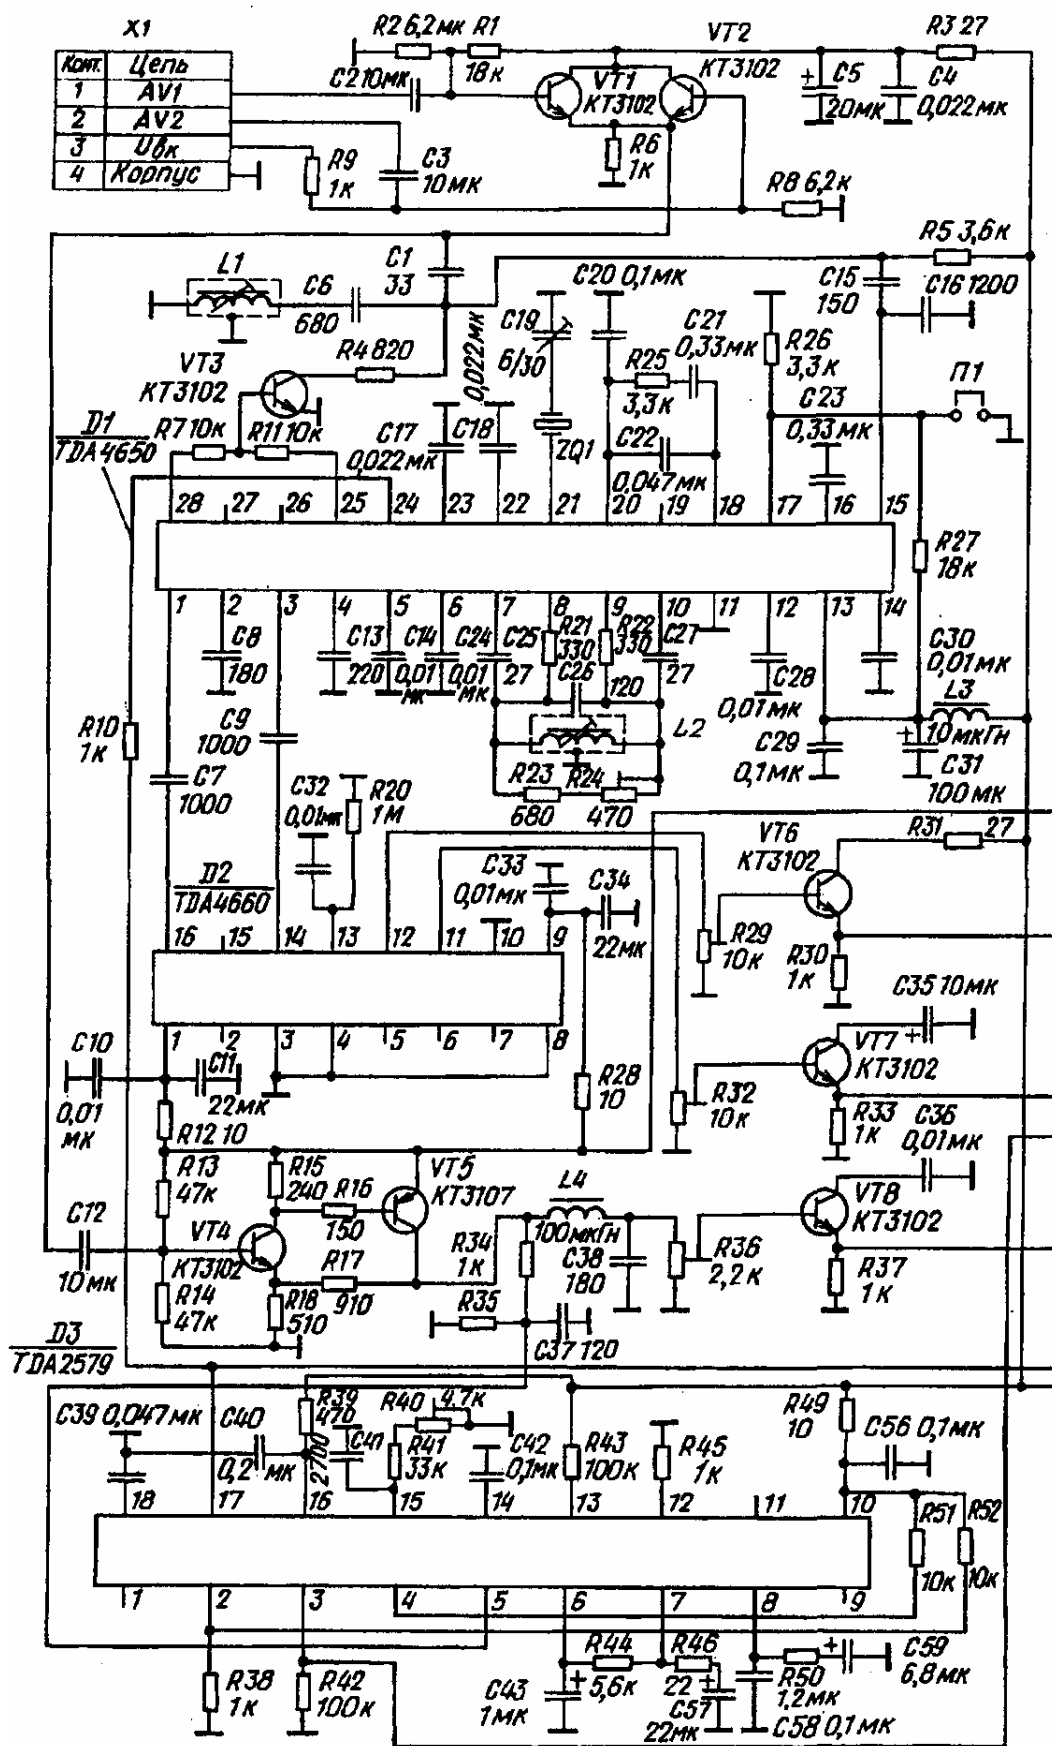 X1
Конт. Цепь
1 AV1
2 AV2
3 Uвк
4 Корпус
R2 6,2мк R1
18к
C2 10мк
VT1
КТ3102
VT2
КТ3102
R3 27
C5
20мк
C4
0,022мк
R6
1к
R9
1к
C3
10мк
R8 6,2к
R5 3,6к
L1
C6
680
C1
33
C20 0,1мк
C15
150
C16 1200
VT3
КТ3102
R4 820
0,022мк
C19
6/30
C21
0,33мк
R25
3,3к
R26
3,3к
П1
D1
TDA4650
R7 10к R11 10к
C17
0,022мк
C18
ZQ1
C22
0,047мк
C23
0,33мк
28 27 26 25 24 23 22 21 20 19 18 17 16 15
R27
18к
1 2 3 4 5 6 7 8 9 10 11 12 13 14
C8
180
C13
220
C14
0,01
мк
C24
0,01
мк
C25
27
R21
330
R22
330
C27
27
C26
120
C28
0,01мк
C30
0,01мк
L3
10мкГн
R10
1к
C9
1000
C7
1000
L2
R23
680
R24
470
C29
0,1мк
C31
100мк
C32
0,01мк
R20
1М
VT6
КТ3102
R31 27
D2
TDA4660
C33
0,01мк
C34
22мк
16 15 14 13 12 11 10 9
R29
10к
R30
1к
C35 10мк
1 2 3 4 5 6 7 8
C10
0,01
мк
C11
22мк
R28
10
R32
10к
VT7
КТ3102
R33
1к
C36
0,01мк
R12 10
R13
47к
R15
240
R16
150
VT5
КТ3107
L4
100мкГн
VT8
КТ3102
C12
10мк
VT4
КТ3102
R17
910
R34
1к
C38
180
R36
2,2к
R37
1к
R14
47к
R18
510
R35
C37 120
D3
TDA2579
C39 0,047мк
C40
0,2 мк
R39
470
2700
C41
R40
4,7к
R41
33к
C42
0,1мк
R43
100к
R45
1к
R49
10
C56 0,1мк
18 17 16 15 14 13 12 11 10
R51
10к
R52
10к
1 2 3 4 5 6 7 8 9
R38
1к
R42
100к
C43
1мк
R44
5,6к
R46
22
C57
22мк
R50
1,2мк
C59
6,8мк
C58 0,1мк